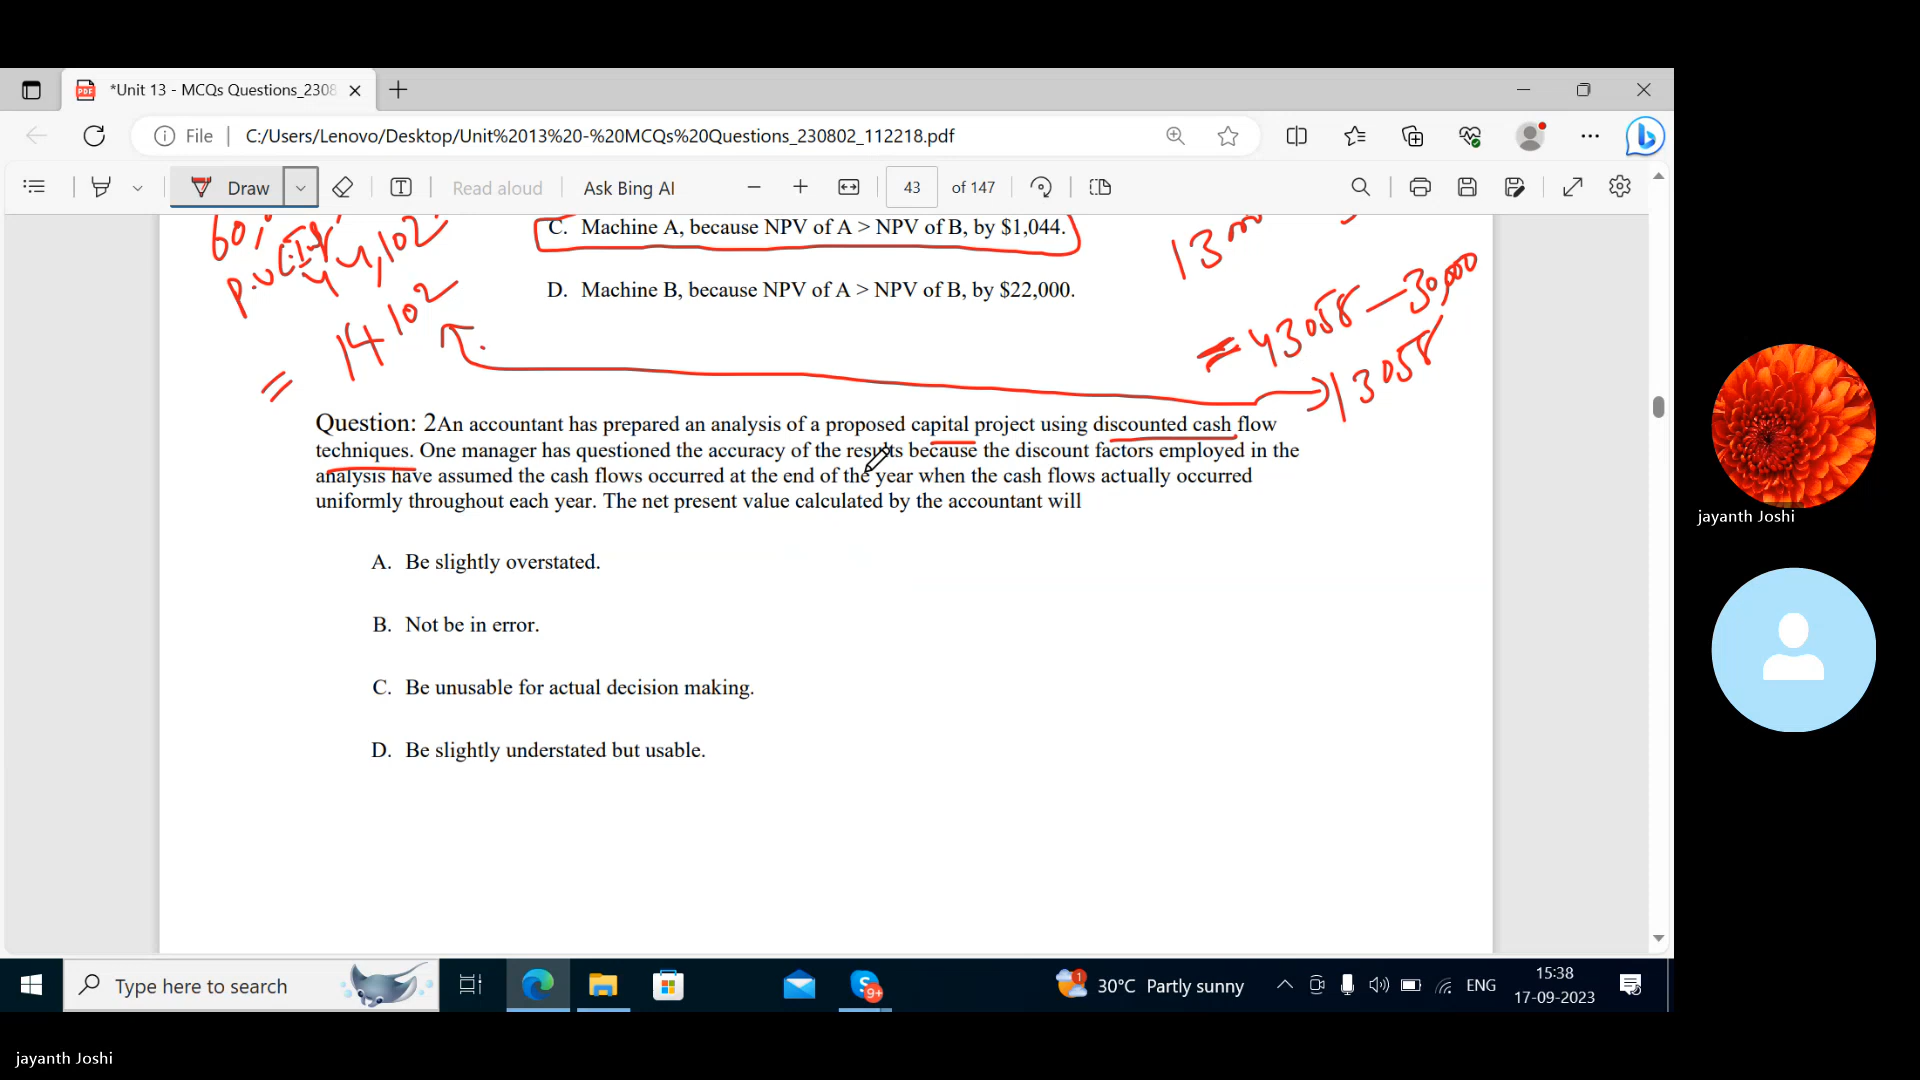 *Unit 13 - MCQs Questions_2308
File
C:/Users/Lenovo/Desktop/Unit%2013%20-%20MCQs%20Questions_230802_112218.pdf
Draw
Read aloud
Ask Bing AI
43
of 147
C. Machine A, because NPV of A > NPV of B, by $1,044.
D. Machine B, because NPV of A > NPV of B, by $22,000.
44,102
14102
=
= 43058 - 30,000
13058
Question: 2An accountant has prepared an analysis of a proposed capital project using discounted cash flow
techniques. One manager has questioned the accuracy of the results because the discount factors employed in the
analysis have assumed the cash flows occurred at the end of the year when the cash flows actually occurred
uniformly throughout each year. The net present value calculated by the accountant will
A. Be slightly overstated.
B. Not be in error.
C. Be unusable for actual decision making.
D. Be slightly understated but usable.
jayanth Joshi
Type here to search
9+
1
30°C Partly sunny
ENG
15:38
17-09-2023
jayanth Joshi